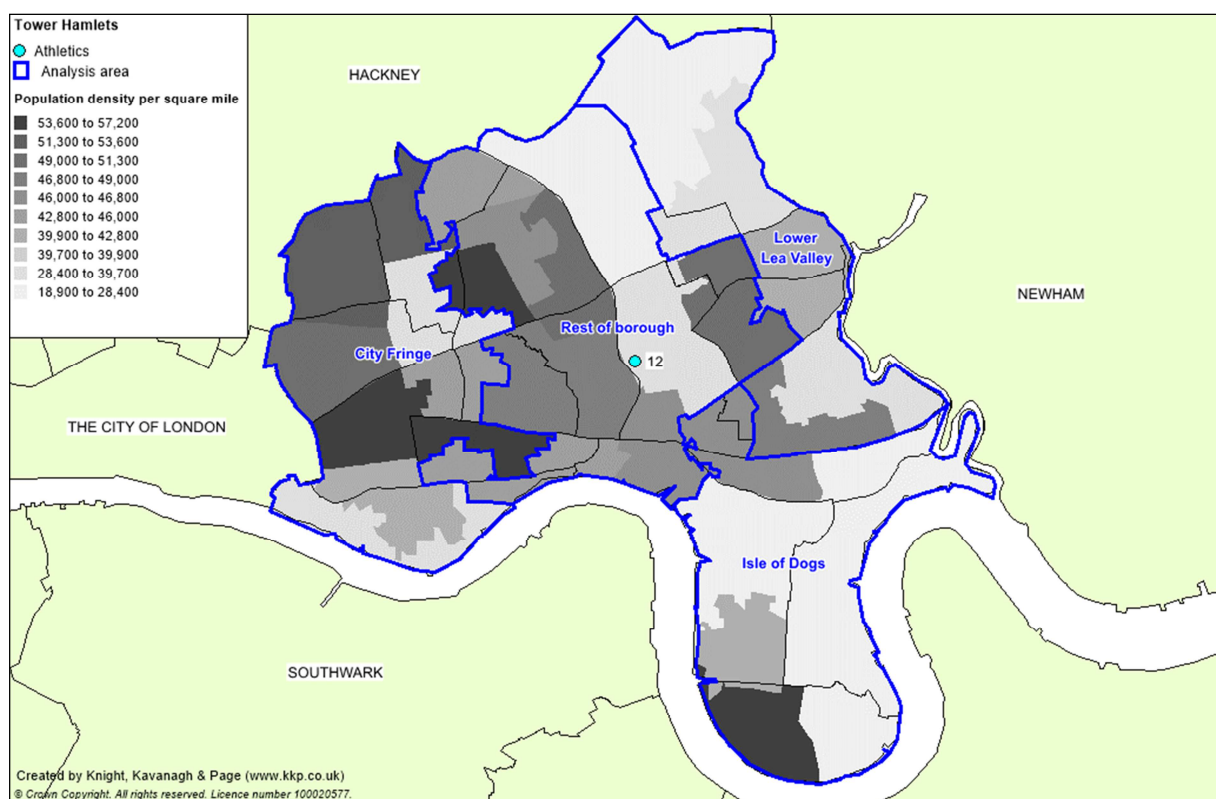 Tower Hamlets
Athletics
Analysis area
Population density per square mile
53,600 to 57,200
51,300 to 53,600
49,000 to 51,300
46,800 to 49,000
46,000 to 46,800
42,800 to 46,000
39,900 to 42,800
39,700 to 39,900
28,400 to 39,700
18,900 to 28,400
HACKNEY
Lower
Lea Valley
NEWHAM
Rest of borough
City Fringe
12
THE CITY OF LONDON
Isle of Dogs
SOUTHWARK
Created by Knight, Kavanagh & Page (www.kkp.co.uk)
© Crown Copyright. All rights reserved. Licence number 100020577.